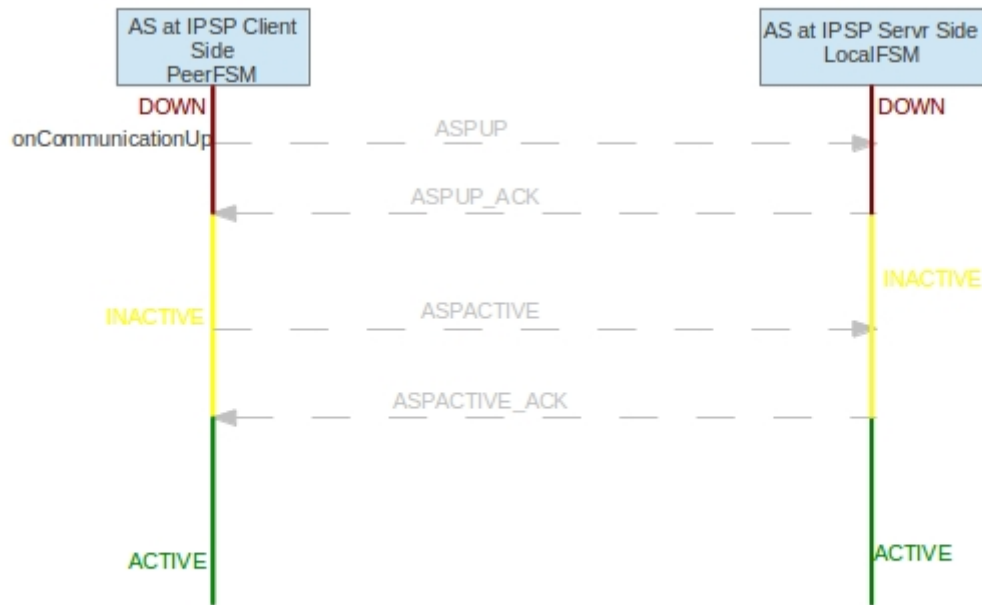 AS at IPSP Client
Side
PeerFSM
AS at IPSP Servr Side
LocalFSM
DOWN
DOWN
onCommunicationUp
ASPUP
ASPUP_ACK
INACTIVE
INACTIVE
ASPACTIVE
ASPACTIVE_ACK
ACTIVE
ACTIVE